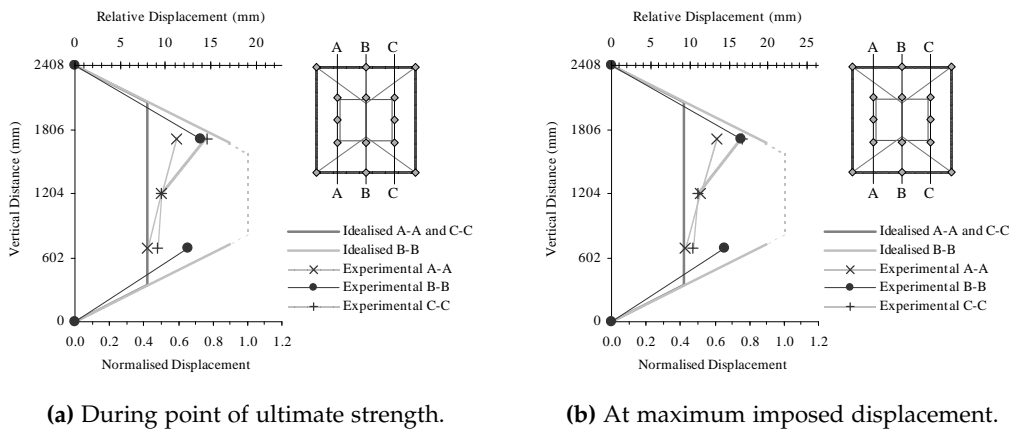 Relative Displacement (mm)
0 5 10 15 20
Vertical Distance (mm)
2408
1806
1204
602
0
0.0 0.2 0.4 0.6 0.8 1.0 1.2
Normalised Displacement
A B C
A B C
Idealised A-A and C-C
Idealised B-B
Experimental A-A
Experimental B-B
Experimental C-C
(a) During point of ultimate strength.
Relative Displacement (mm)
0 5 10 15 20 25
Vertical Distance (mm)
2408
1806
1204
602
0
0.0 0.2 0.4 0.6 0.8 1.0 1.2
Normalised Displacement
A B C
A B C
Idealised A-A and C-C
Idealised B-B
Experimental A-A
Experimental B-B
Experimental C-C
(b) At maximum imposed displacement.